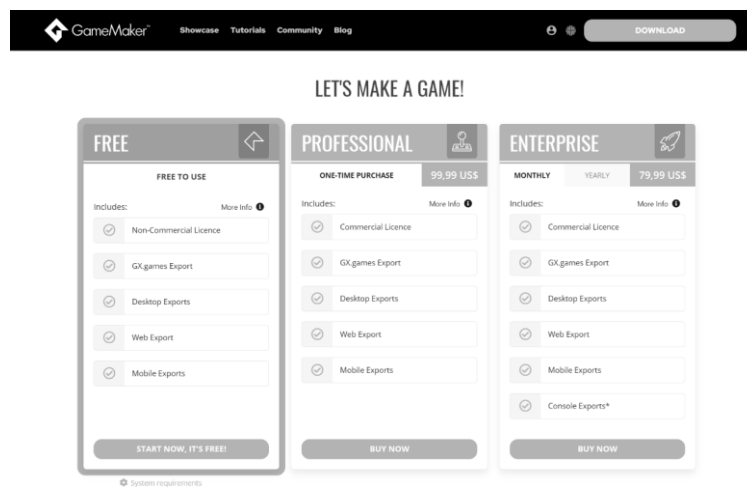 GameMaker™
Showcase Tutorials Community Blog
DOWNLOAD
LET'S MAKE A GAME!
FREE
FREE TO USE
Includes: More Info
Non-Commercial Licence
GX.games Export
Desktop Exports
Web Export
Mobile Exports
START NOW, IT'S FREE!
System requirements
PROFESSIONAL
ONE-TIME PURCHASE 99,99 US$
Includes: More Info
Commercial Licence
GX.games Export
Desktop Exports
Web Export
Mobile Exports
BUY NOW
ENTERPRISE
MONTHLY YEARLY 79,99 US$
Includes: More Info
Commercial Licence
GX.games Export
Desktop Exports
Web Export
Mobile Exports
Console Exports*
BUY NOW